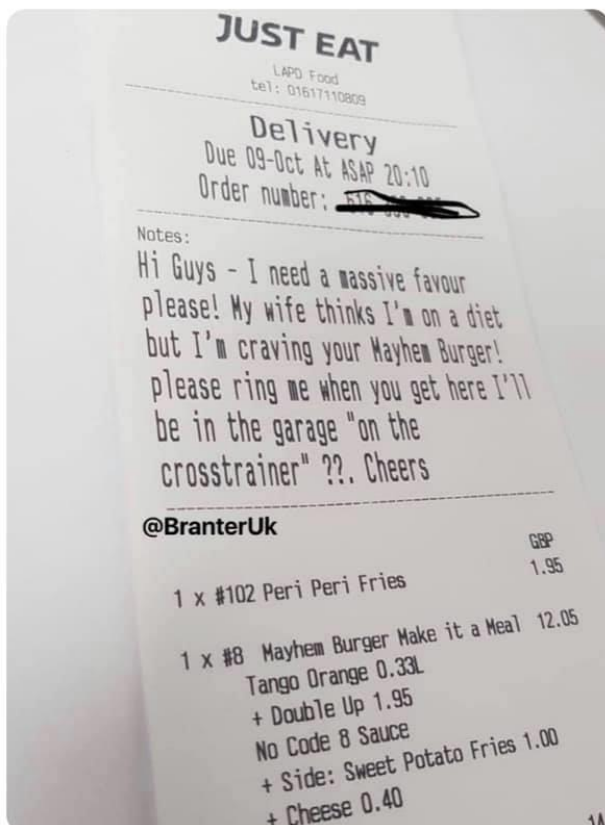 JUST EAT
LAPD Food
tel: 01617110809
Delivery
Due 09-Oct At ASAP 20:10
Order number:
Notes:
Hi Guys - I need a massive favour
please! My wife thinks I'm on a diet
but I'm craving your Mayhem Burger!
please ring me when you get here I'll
be in the garage "on the
crosstrainer" ??. Cheers
@BranterUk
GBP
1 x #102 Peri Peri Fries 1.95
1 x #8 Mayhem Burger Make it a Meal 12.05
Tango Orange 0.33L
+ Double Up 1.95
No Code 8 Sauce
+ Side: Sweet Potato Fries 1.00
+ Cheese 0.40